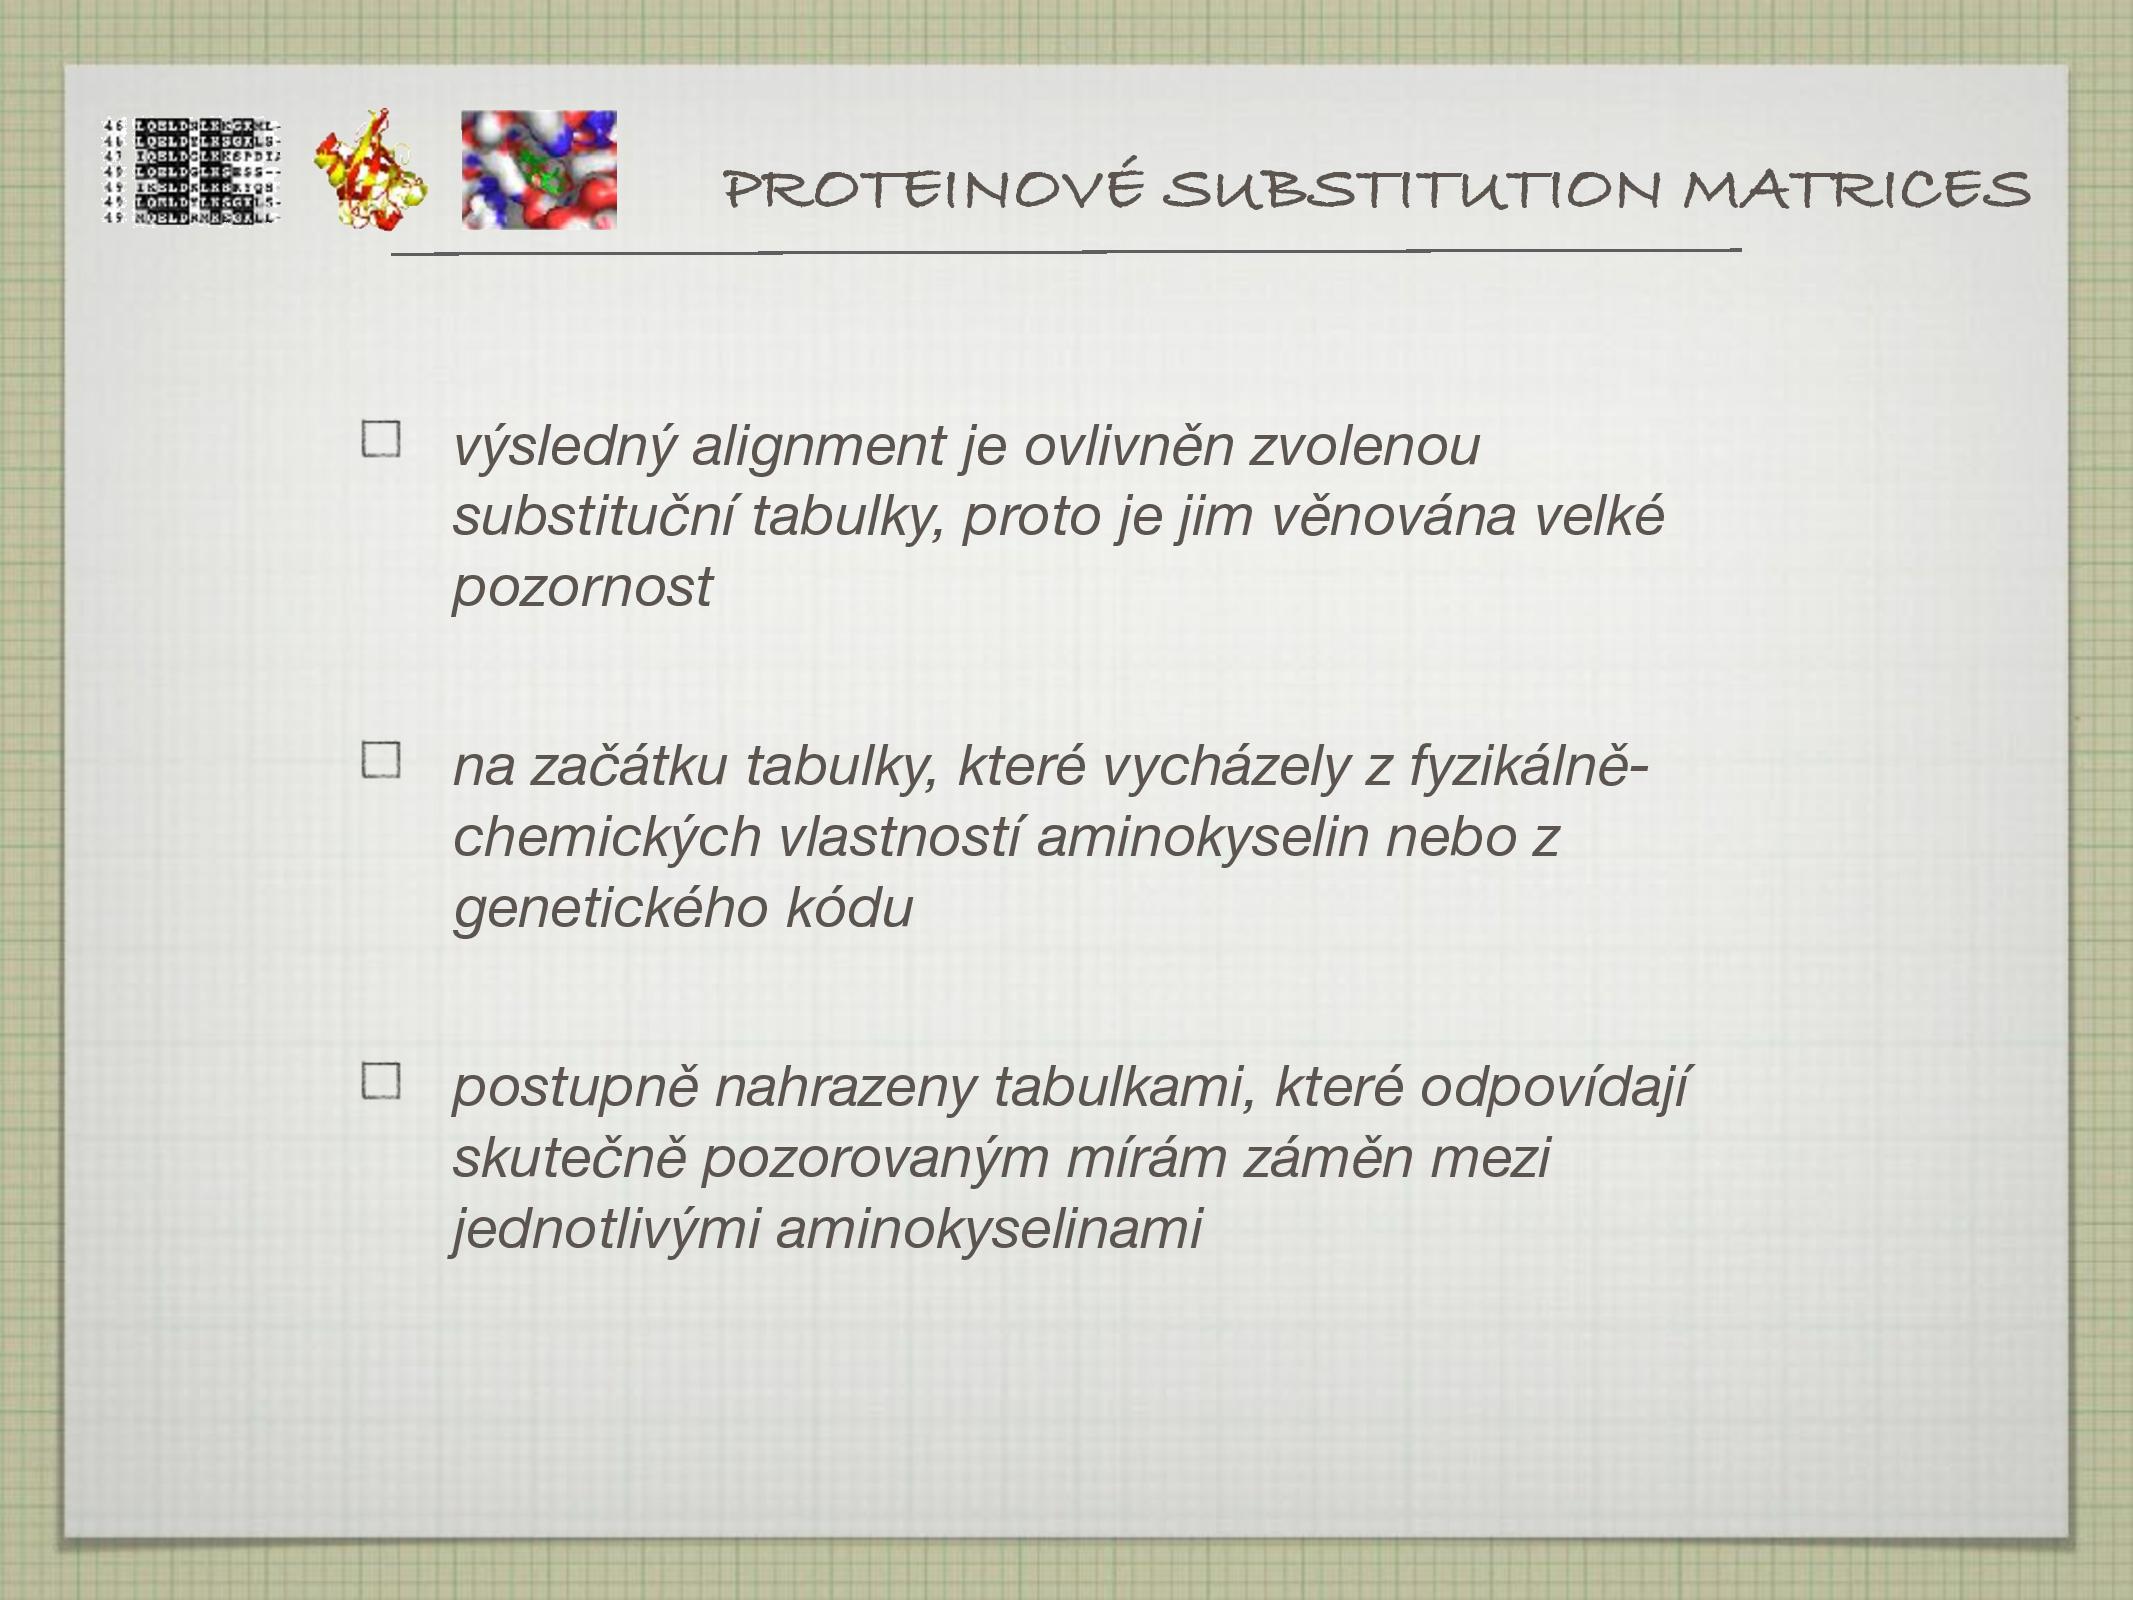 PROTEINOVÉ SUBSTITUTION MATRICES
výsledný alignment je ovlivněn zvolenou
substituční tabulky, proto je jim věnována velké
pozornost
na začátku tabulky, které vycházely z fyzikálně-
chemických vlastností aminokyselin nebo z
genetického kódu
postupně nahrazeny tabulkami, které odpovídají
skutečně pozorovaným mírám záměn mezi
jednotlivými aminokyselinami